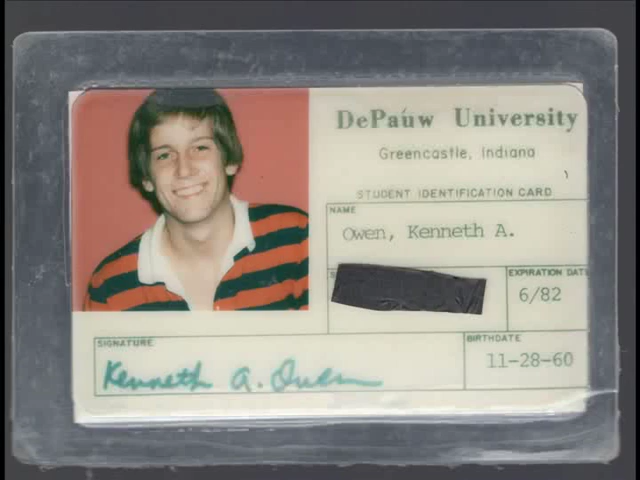 DePauw University
Greencastle, Indiana
STUDENT IDENTIFICATION CARD
NAME
Owen, Kenneth A.
EXPIRATION DATE
6/82
SIGNATURE
Kenneth A. Owen
BIRTHDATE
11-28-60